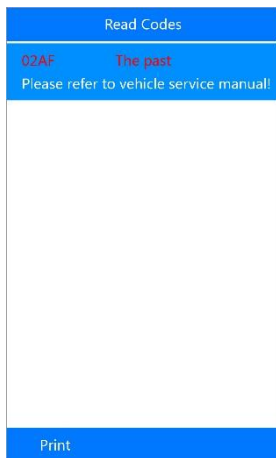 Read Codes
02AF The past
Please refer to vehicle service manual!
Print